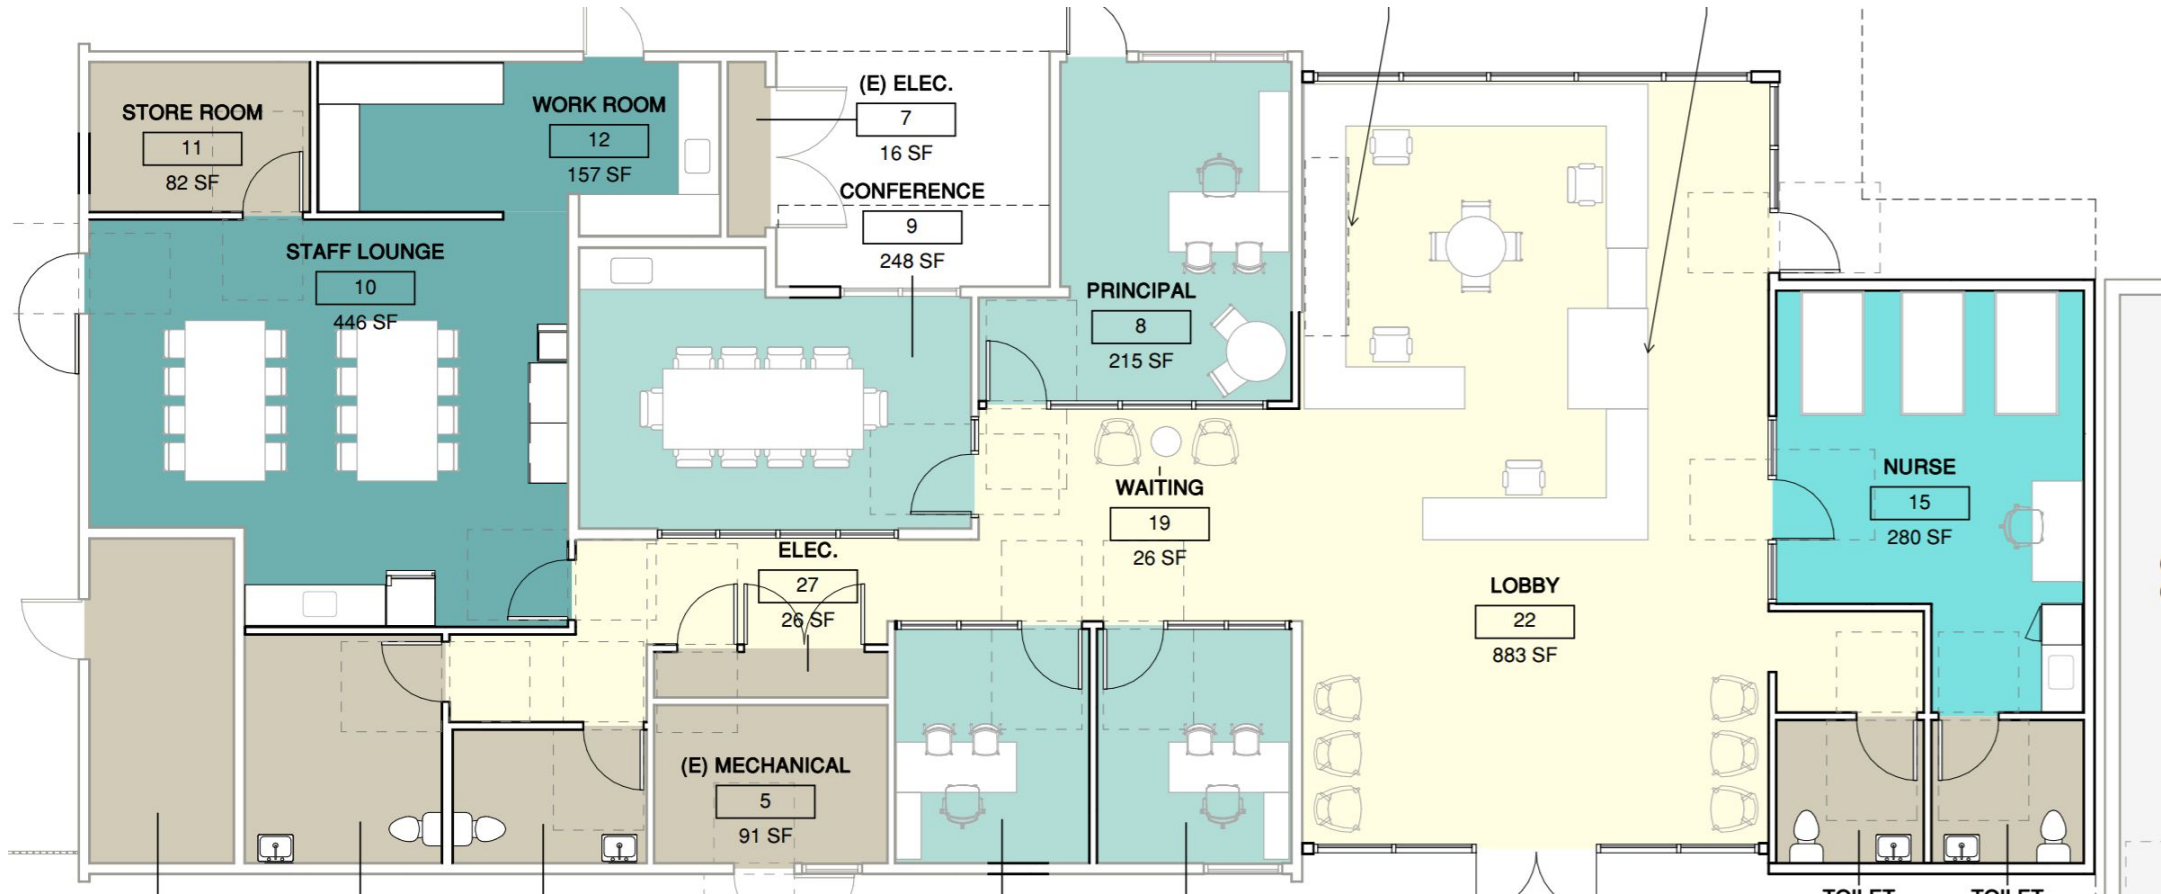 STORE ROOM
11
82 SF
WORK ROOM
12
157 SF
(E) ELEC.
7
16 SF
CONFERENCE
9
248 SF
STAFF LOUNGE
10
446 SF
PRINCIPAL
8
215 SF
WAITING
19
26 SF
NURSE
15
280 SF
ELEC.
27
26 SF
LOBBY
22
883 SF
(E) MECHANICAL
5
91 SF
TOILET
TOILET